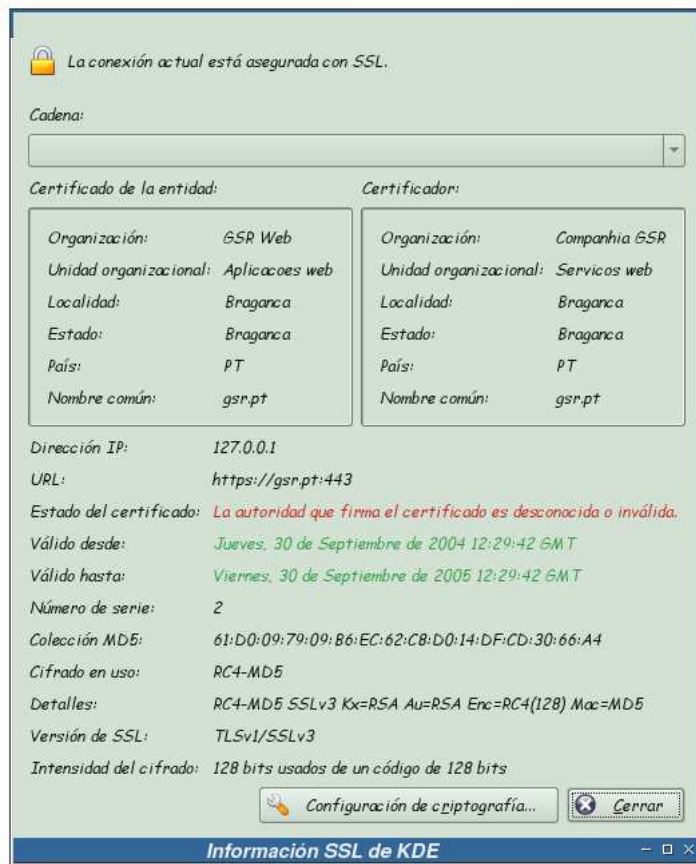 La conexión actual está asegurada con SSL.
Cadena:
Certificado de la entidad:
Organización: GSR Web
Unidad organizacional: Aplicacoes web
Localidad: Braganca
Estado: Braganca
País: PT
Nombre común: gsr.pt
Certificador:
Organización: Companhia GSR
Unidad organizacional: Servicos web
Localidad: Braganca
Estado: Braganca
País: PT
Nombre común: gsr.pt
Dirección IP: 127.0.0.1
URL: https://gsr.pt:443
Estado del certificado: La autoridad que firma el certificado es desconocida o inválida.
Válido desde: Jueves, 30 de Septiembre de 2004 12:29:42 GMT
Válido hasta: Viernes, 30 de Septiembre de 2005 12:29:42 GMT
Número de serie: 2
Colección MD5: 61:D0:09:79:09:B6:EC:62:C8:D0:14:DF:CD:30:66:A4
Cifrado en uso: RC4-MD5
Detalles: RC4-MD5 SSLv3 Kx=RSA Au=RSA Enc=RC4(128) Mac=MD5
Versión de SSL: TLSv1/SSLv3
Intensidad del cifrado: 128 bits usados de un código de 128 bits
Configuración de criptografía... Cerrar
Información SSL de KDE